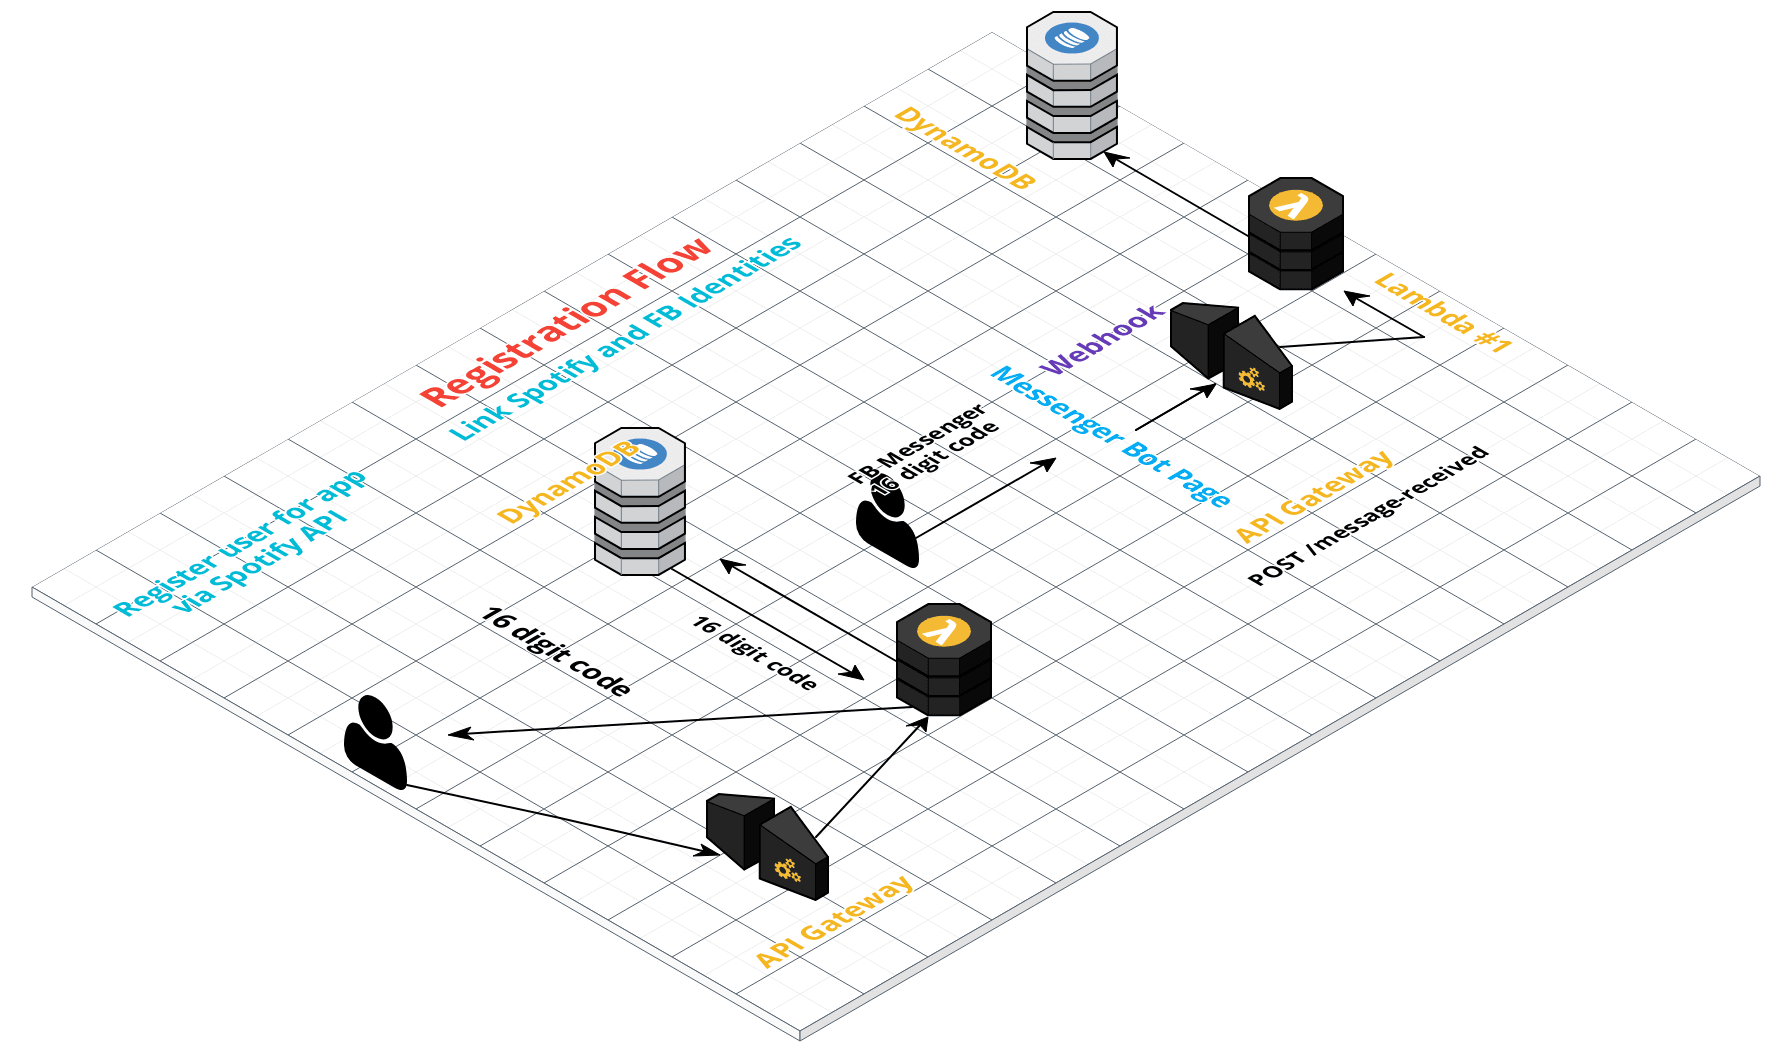 DynamoDB
Registration Flow
Link Spotify and FB Identities
Lambda #1
Webhook
Messenger Bot Page
FB Messenger
16 digit code
API Gateway
POST /message-received
DynamoDB
Register user for app
via Spotify API
16 digit code
16 digit code
API Gateway